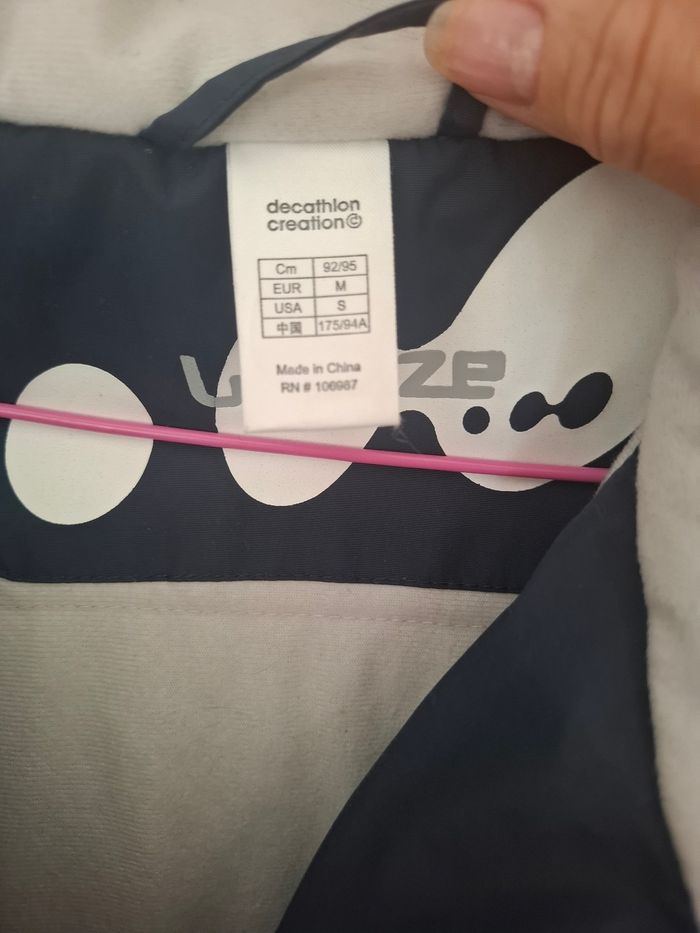 decathlon
creation©
Cm 92/95
EUR M
USA S
中国 175/94A
Made in China
RN # 106987